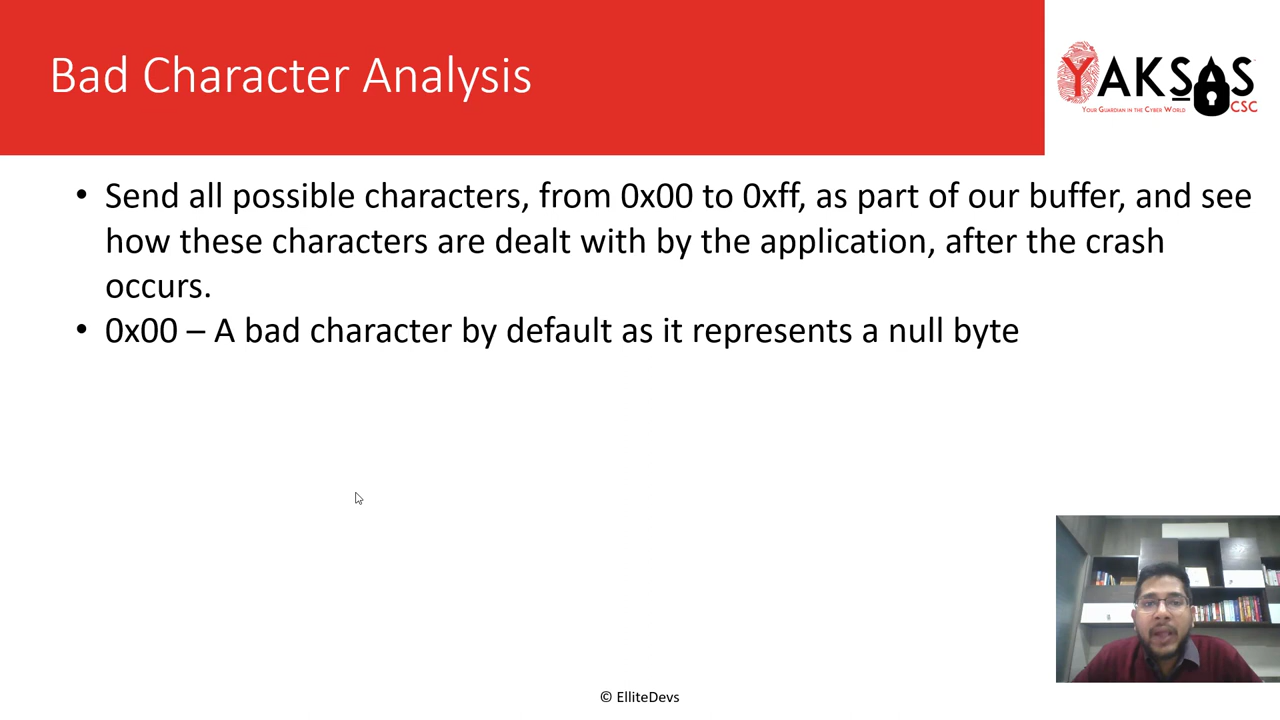 Bad Character Analysis
YAKSAS
YOUR GUARDIAN IN THE CYBER WORLD
CSC
• Send all possible characters, from 0x00 to 0xff, as part of our buffer, and see
how these characters are dealt with by the application, after the crash
occurs.
• 0x00 – A bad character by default as it represents a null byte
© ElliteDevs